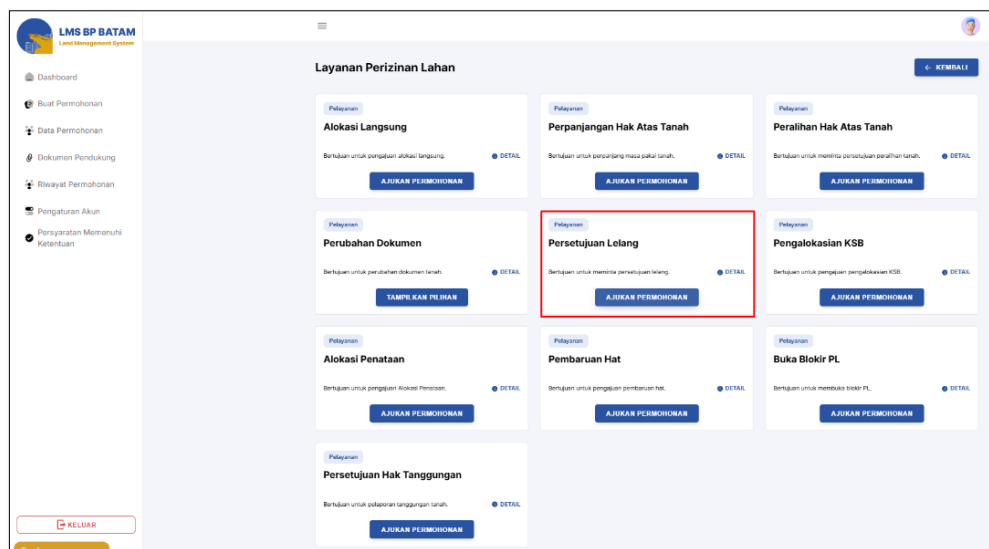 LMS BP BATAM
Land Management System
Dashboard
Buat Permohonan
Data Permohonan
Dokumen Pendukung
Riwayat Permohonan
Pengaturan Akun
Persyaratan Memenuhi
Ketentuan
KELUAR
Layanan Perizinan Lahan
← KEMBALI
Pelayanan
Alokasi Langsung
Bertujuan untuk pengajuan alokasi langsung.
DETAIL
AJUKAN PERMOHONAN
Pelayanan
Perpanjangan Hak Atas Tanah
Bertujuan untuk perpanjang masa pakai tanah.
DETAIL
AJUKAN PERMOHONAN
Pelayanan
Peralihan Hak Atas Tanah
Bertujuan untuk meminta persetujuan peralihan tanah.
DETAIL
AJUKAN PERMOHONAN
Pelayanan
Perubahan Dokumen
Bertujuan untuk perubahan dokumen tanah.
DETAIL
TAMPILKAN PILIHAN
Pelayanan
Persetujuan Lelang
Bertujuan untuk meminta persetujuan lelang.
DETAIL
AJUKAN PERMOHONAN
Pelayanan
Pengalokasian KSB
Bertujuan untuk pengajuan pengalokasian KSB.
DETAIL
AJUKAN PERMOHONAN
Pelayanan
Alokasi Penataan
Bertujuan untuk pengajuan Alokasi Penataan.
DETAIL
AJUKAN PERMOHONAN
Pelayanan
Pembaruan Hat
Bertujuan untuk pengajuan pembaruan hat.
DETAIL
AJUKAN PERMOHONAN
Pelayanan
Buka Blokir PL
Bertujuan untuk membuka blokir PL.
DETAIL
AJUKAN PERMOHONAN
Pelayanan
Persetujuan Hak Tanggungan
Bertujuan untuk pelaporan tanggungan tanah.
DETAIL
AJUKAN PERMOHONAN